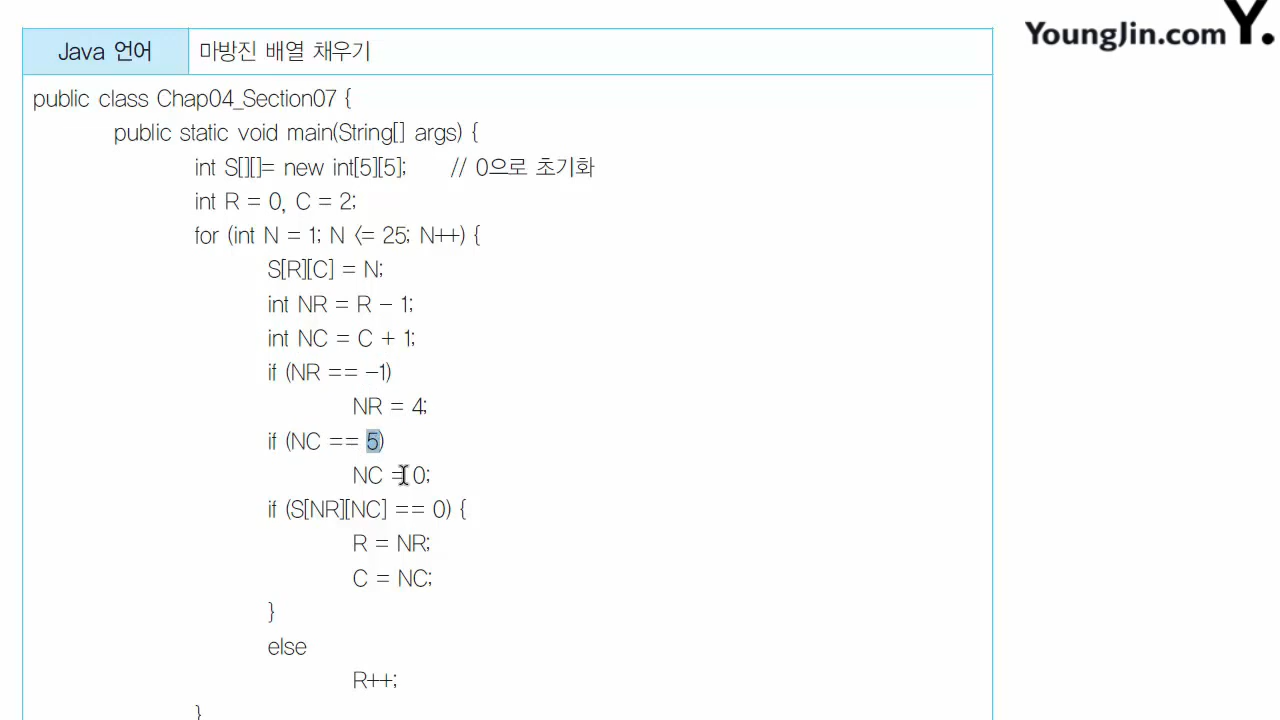 YoungJin.com Y.
Java 언어 마방진 배열 채우기
public class Chap04_Section07 {
public static void main(String[] args) {
int S[][]= new int[5][5]; // 0으로 초기화
int R = 0, C = 2;
for (int N = 1; N <= 25; N++) {
S[R][C] = N;
int NR = R - 1;
int NC = C + 1;
if (NR == -1)
NR = 4;
if (NC == 5)
NC = 0;
if (S[NR][NC] == 0) {
R = NR;
C = NC;
}
else
R++;
}